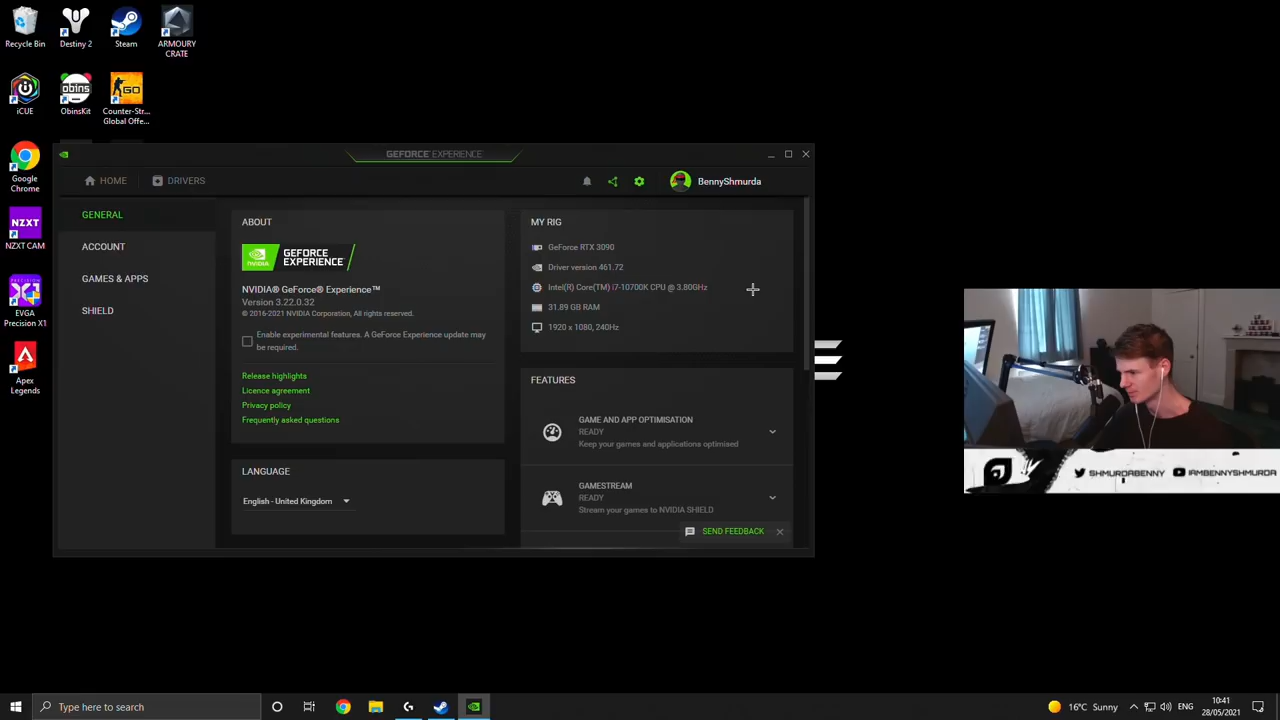 Recycle Bin
Destiny 2
Steam
ARMOURY
CRATE
iCUE
obins
ObinsKit
GO
Counter-Str...
Global Offe...
Google
Chrome
NZXT
NZXT CAM
EVGA
Precision X1
Apex
Legends
GEFORCE EXPERIENCE
HOME
DRIVERS
BennyShmurda
GENERAL
ACCOUNT
GAMES & APPS
SHIELD
ABOUT
NVIDIA
GEFORCE
EXPERIENCE
NVIDIA® GeForce® Experience™
Version 3.22.0.32
© 2016-2021 NVIDIA Corporation, All rights reserved.
Enable experimental features. A GeForce Experience update may
be required.
Release highlights
Licence agreement
Privacy policy
Frequently asked questions
LANGUAGE
English - United Kingdom
MY RIG
GeForce RTX 3090
Driver version 461.72
Intel(R) Core(TM) i7-10700K CPU @ 3.80GHz
31.89 GB RAM
1920 x 1080, 240Hz
FEATURES
GAME AND APP OPTIMISATION
READY
Keep your games and applications optimised
GAMESTREAM
READY
Stream your games to NVIDIA SHIELD
SEND FEEDBACK
SHMURDABENNY
IAMBENNYSHMURDA
Type here to search
16°C Sunny
ENG
10:41
28/05/2021